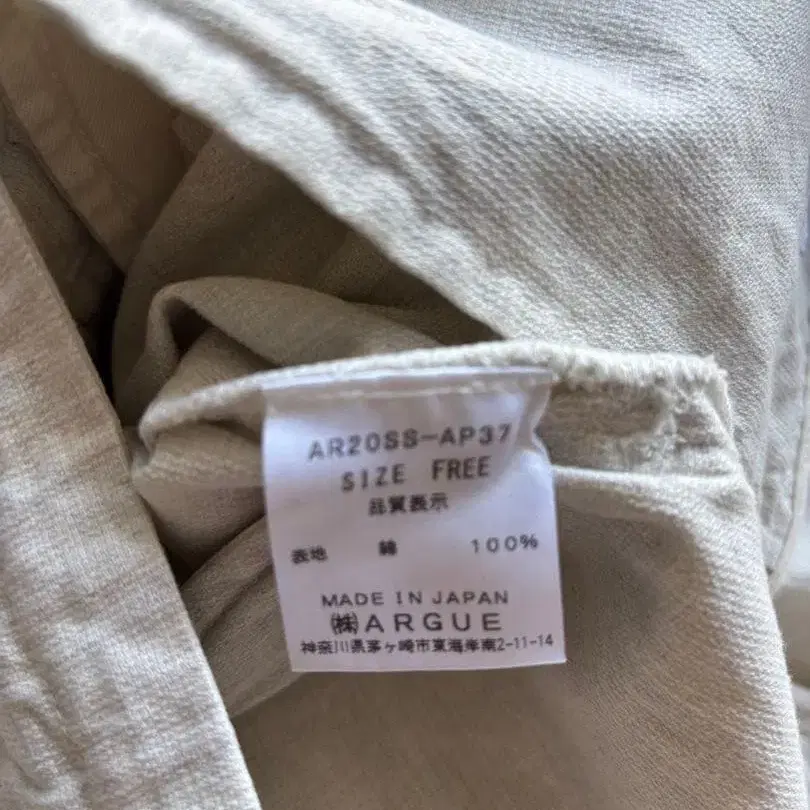 AR20SS-AP37
SIZE FREE
品質表示
表地 綿 100%
MADE IN JAPAN
㈱ARGUE
神奈川県茅ヶ崎市東海岸南2-11-14